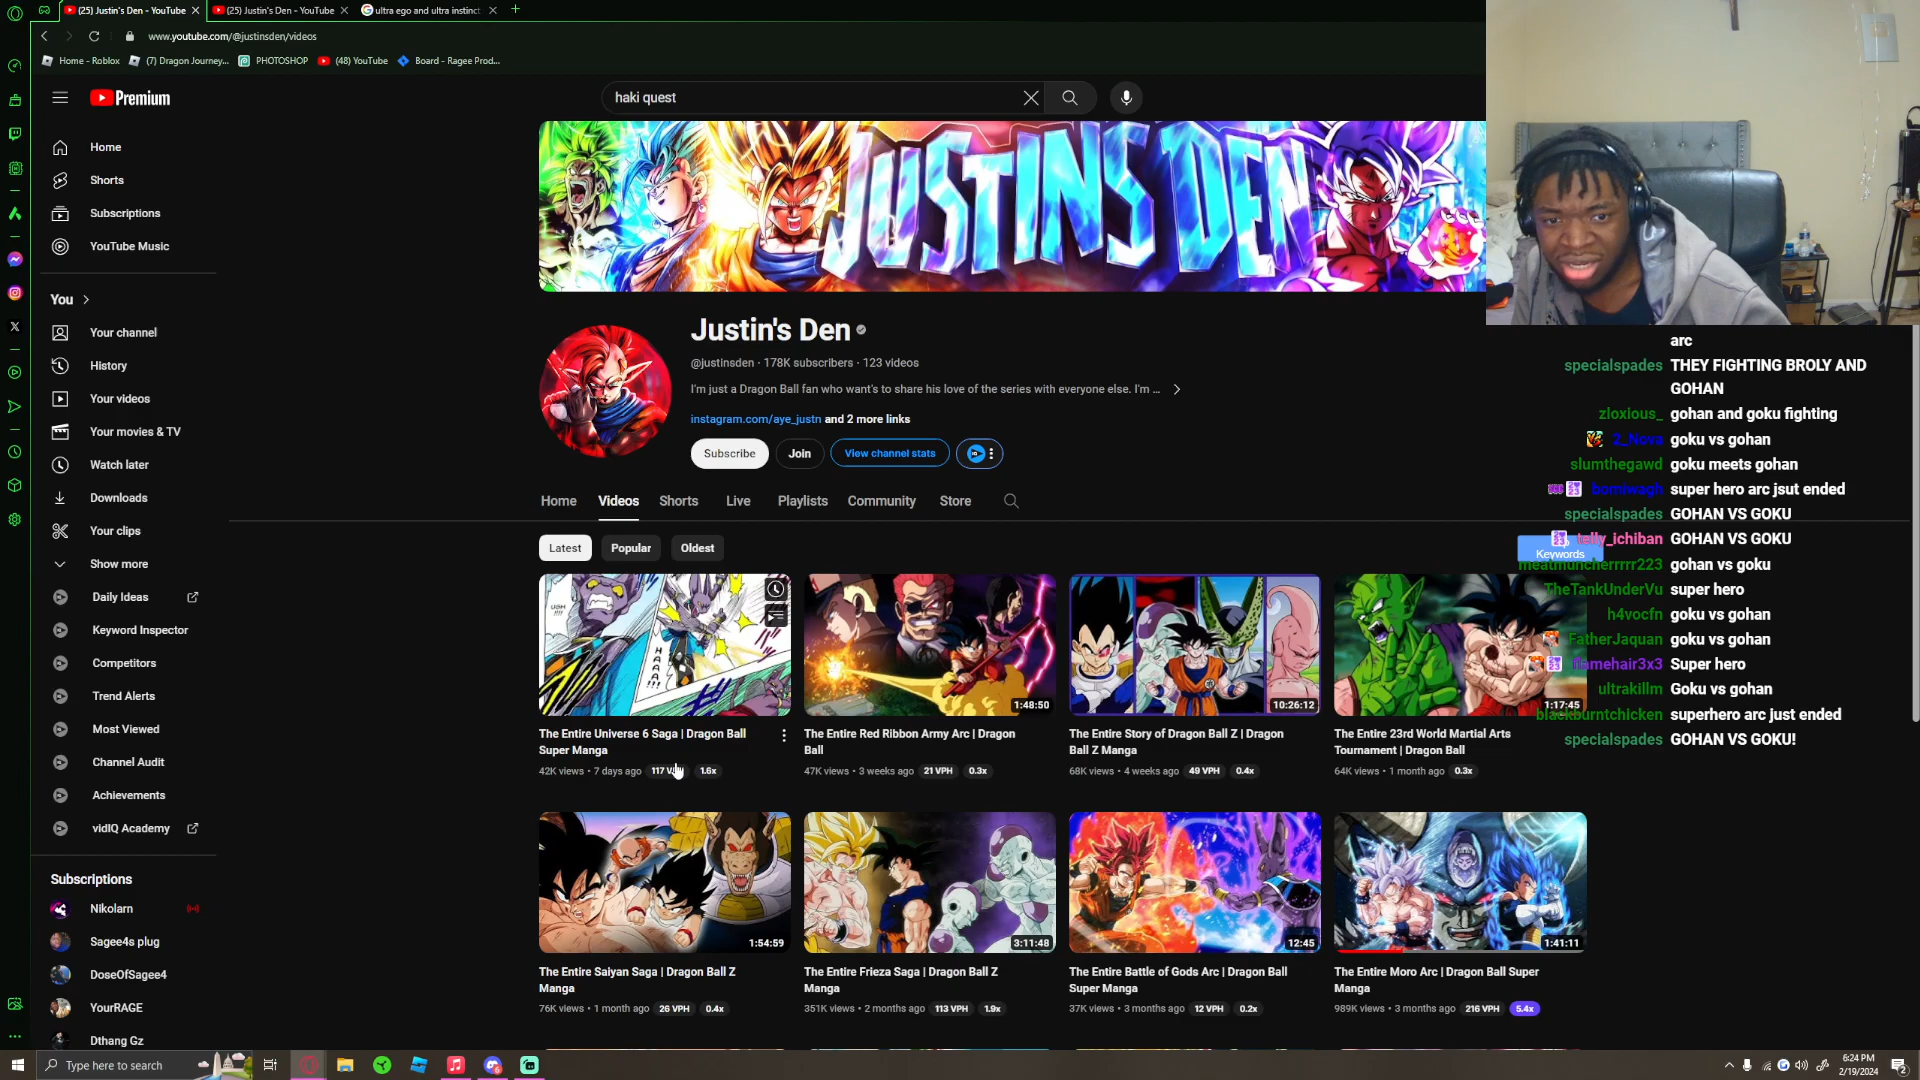 (25) Justin's Den - YouTube
(25) Justin's Den - YouTube
ultra ego and ultra instinct
www.youtube.com/@justinsden/videos
Home - Roblox
(7) Dragon Journey...
PHOTOSHOP
(48) YouTube
Board - Ragee Prod...
Premium
haki quest
Home
Shorts
Subscriptions
YouTube Music
You
Your channel
History
Your videos
Your movies & TV
Watch later
Downloads
Your clips
Show more
Daily Ideas
Keyword Inspector
Competitors
Trend Alerts
Most Viewed
Channel Audit
Achievements
vidIQ Academy
Subscriptions
Nikolarn
Sagee4s plug
DoseOfSagee4
YourRAGE
Dthang Gz
JUSTINS DEN
Justin's Den
@justinsden · 178K subscribers · 123 videos
I'm just a Dragon Ball fan who want's to share his love of the series with everyone else. I'm ...
instagram.com/aye_justn and 2 more links
Subscribe
Join
View channel stats
Home
Videos
Shorts
Live
Playlists
Community
Store
Latest
Popular
Oldest
Keywords
UGH!!!
HAAA!!!
The Entire Universe 6 Saga | Dragon Ball
Super Manga
42K views · 7 days ago
117 V
1.6x
1:48:50
The Entire Red Ribbon Army Arc | Dragon
Ball
47K views · 3 weeks ago
21 VPH
0.3x
10:26:12
The Entire Story of Dragon Ball Z | Dragon
Ball Z Manga
68K views · 4 weeks ago
49 VPH
0.4x
1:17:45
The Entire 23rd World Martial Arts
Tournament | Dragon Ball
64K views · 1 month ago
0.3x
1:54:59
The Entire Saiyan Saga | Dragon Ball Z
Manga
76K views · 1 month ago
26 VPH
0.4x
3:11:48
The Entire Frieza Saga | Dragon Ball Z
Manga
351K views · 2 months ago
113 VPH
1.9x
12:45
The Entire Battle of Gods Arc | Dragon Ball
Super Manga
37K views · 3 months ago
12 VPH
0.2x
1:41:11
The Entire Moro Arc | Dragon Ball Super
Manga
989K views · 3 months ago
216 VPH
5.4x
arc
specialspades THEY FIGHTING BROLY AND
GOHAN
zloxious_ gohan and goku fighting
2_Nova goku vs gohan
slumthegawd goku meets gohan
bomiwagh super hero arc jsut ended
specialspades GOHAN VS GOKU
telly_ichiban GOHAN VS GOKU
meatmuncherrrrr223 gohan vs goku
TheTankUnderVu super hero
h4vocfn goku vs gohan
FatherJaquan goku vs gohan
flamehair3x3 Super hero
ultrakillm Goku vs gohan
blackburntchicken superhero arc just ended
specialspades GOHAN VS GOKU!
Type here to search
6:24 PM
2/19/2024